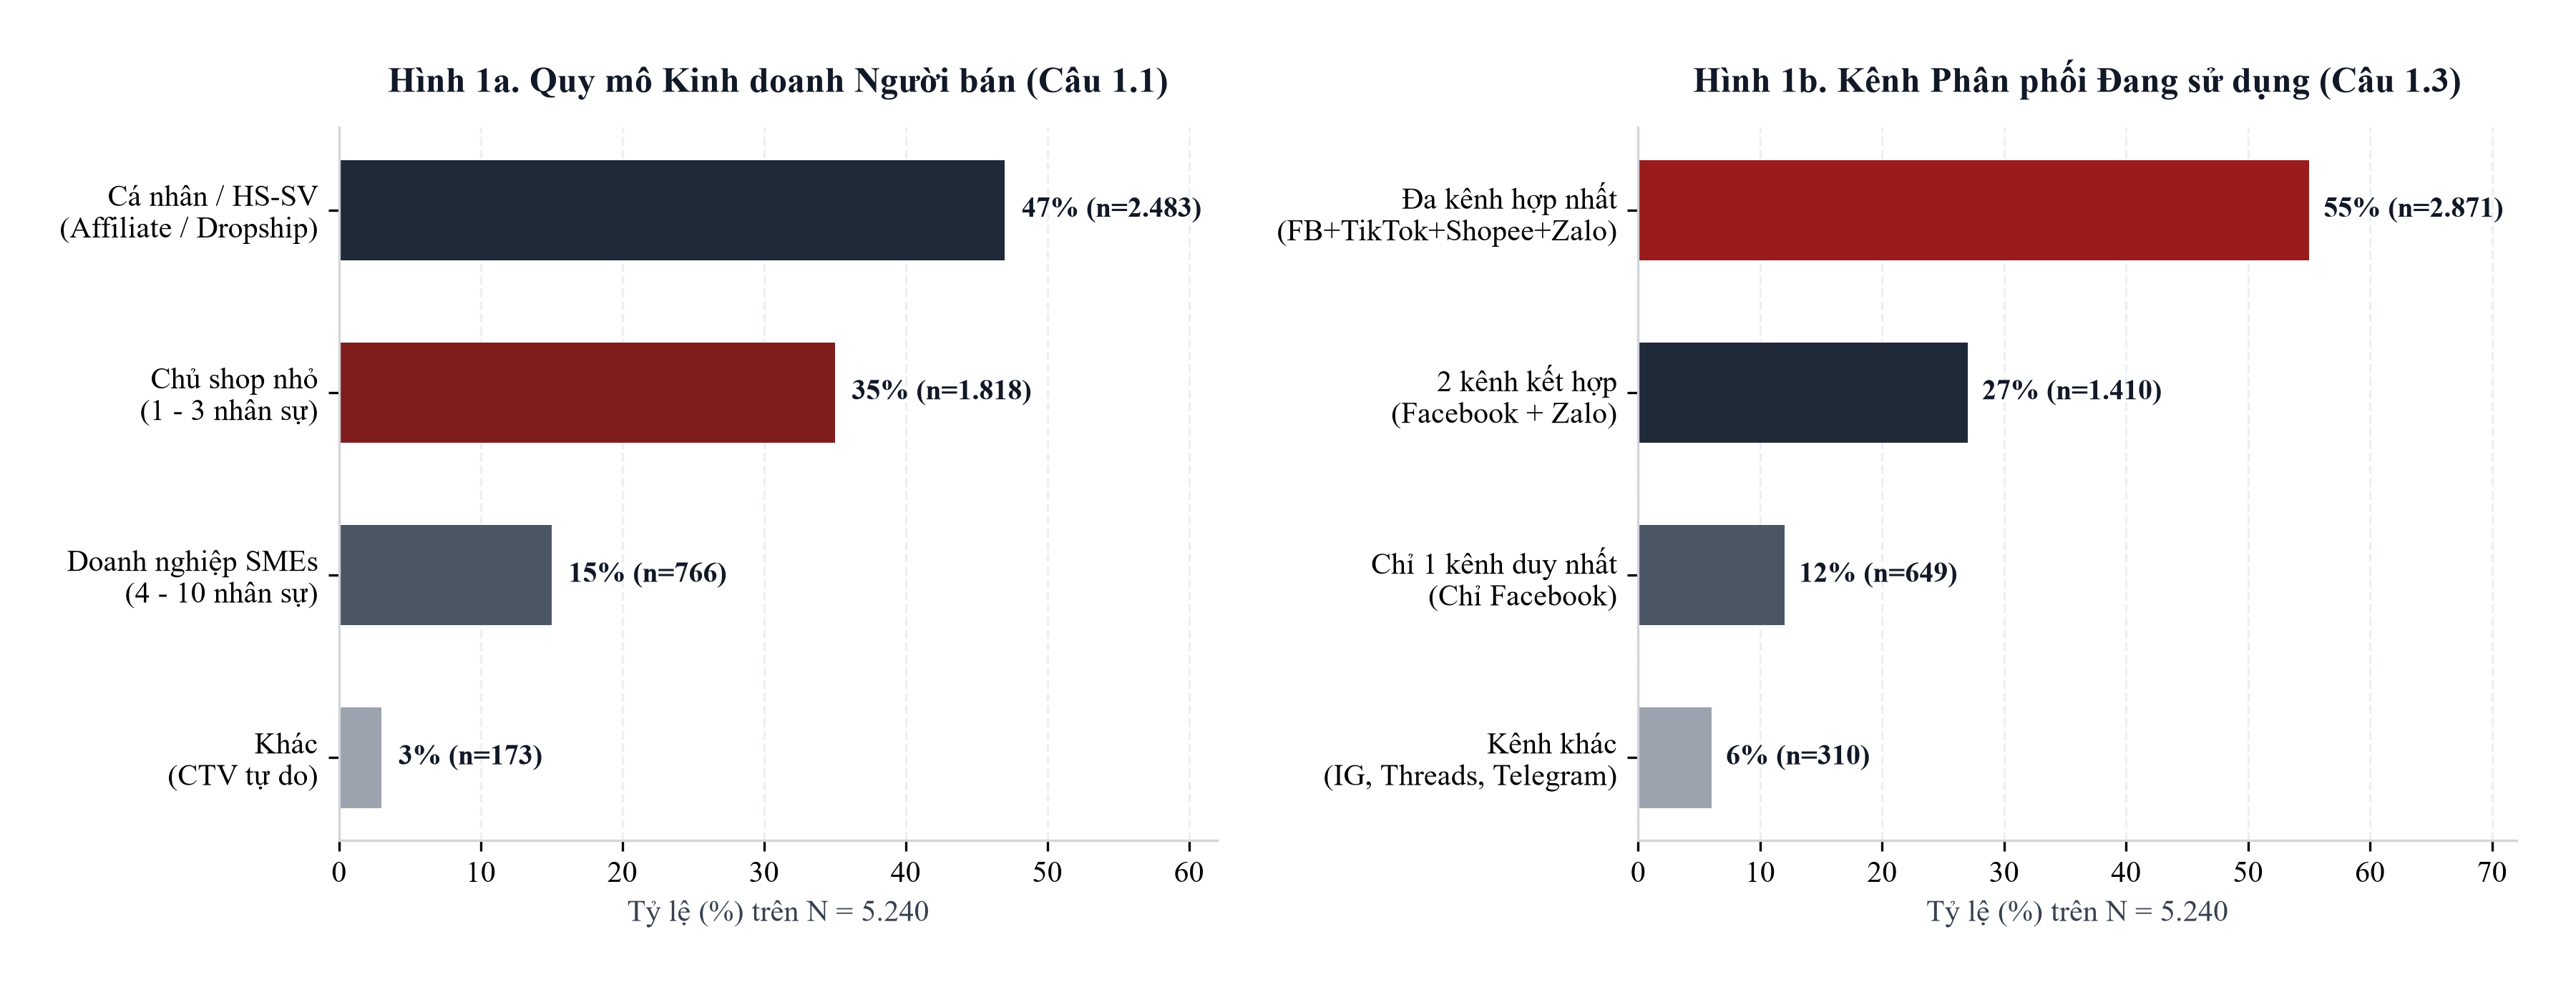 Hình 1a. Quy mô Kinh doanh Người bán (Câu 1.1)
Cá nhân / HS-SV
(Affiliate / Dropship)
47% (n=2.483)
Chủ shop nhỏ
(1 - 3 nhân sự)
35% (n=1.818)
Doanh nghiệp SMEs
(4 - 10 nhân sự)
15% (n=766)
Khác
(CTV tự do)
3% (n=173)
0 10 20 30 40 50 60
Tỷ lệ (%) trên N = 5.240
Hình 1b. Kênh Phân phối Đang sử dụng (Câu 1.3)
Đa kênh hợp nhất
(FB+TikTok+Shopee+Zalo)
55% (n=2.871)
2 kênh kết hợp
(Facebook + Zalo)
27% (n=1.410)
Chỉ 1 kênh duy nhất
(Chỉ Facebook)
12% (n=649)
Kênh khác
(IG, Threads, Telegram)
6% (n=310)
0 10 20 30 40 50 60 70
Tỷ lệ (%) trên N = 5.240